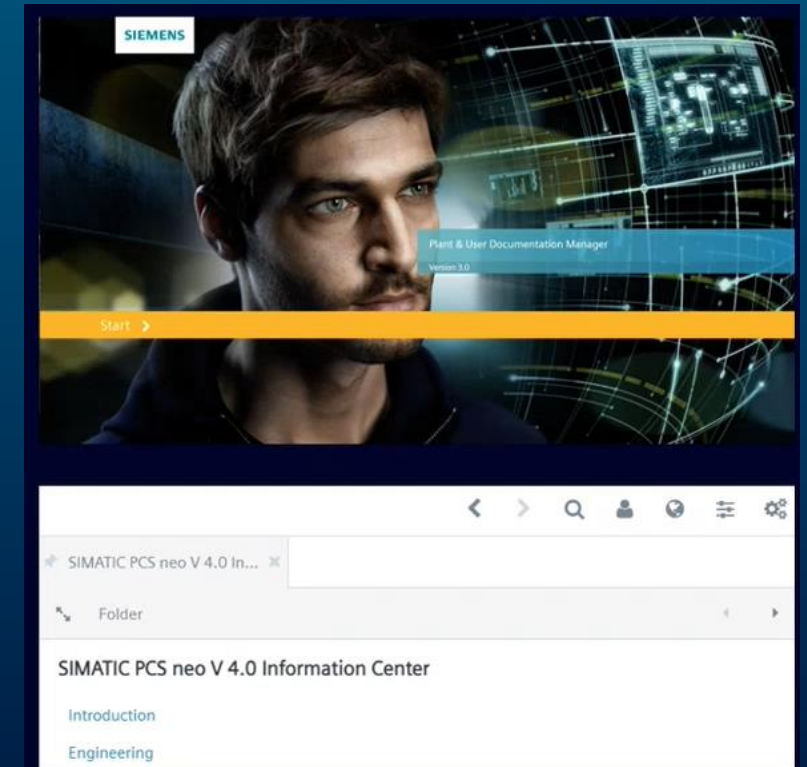 SIEMENS
Plant & User Documentation Manager
Version 3.0
Start
SIMATIC PCS neo V 4.0 In...
Folder
SIMATIC PCS neo V 4.0 Information Center
Introduction
Engineering